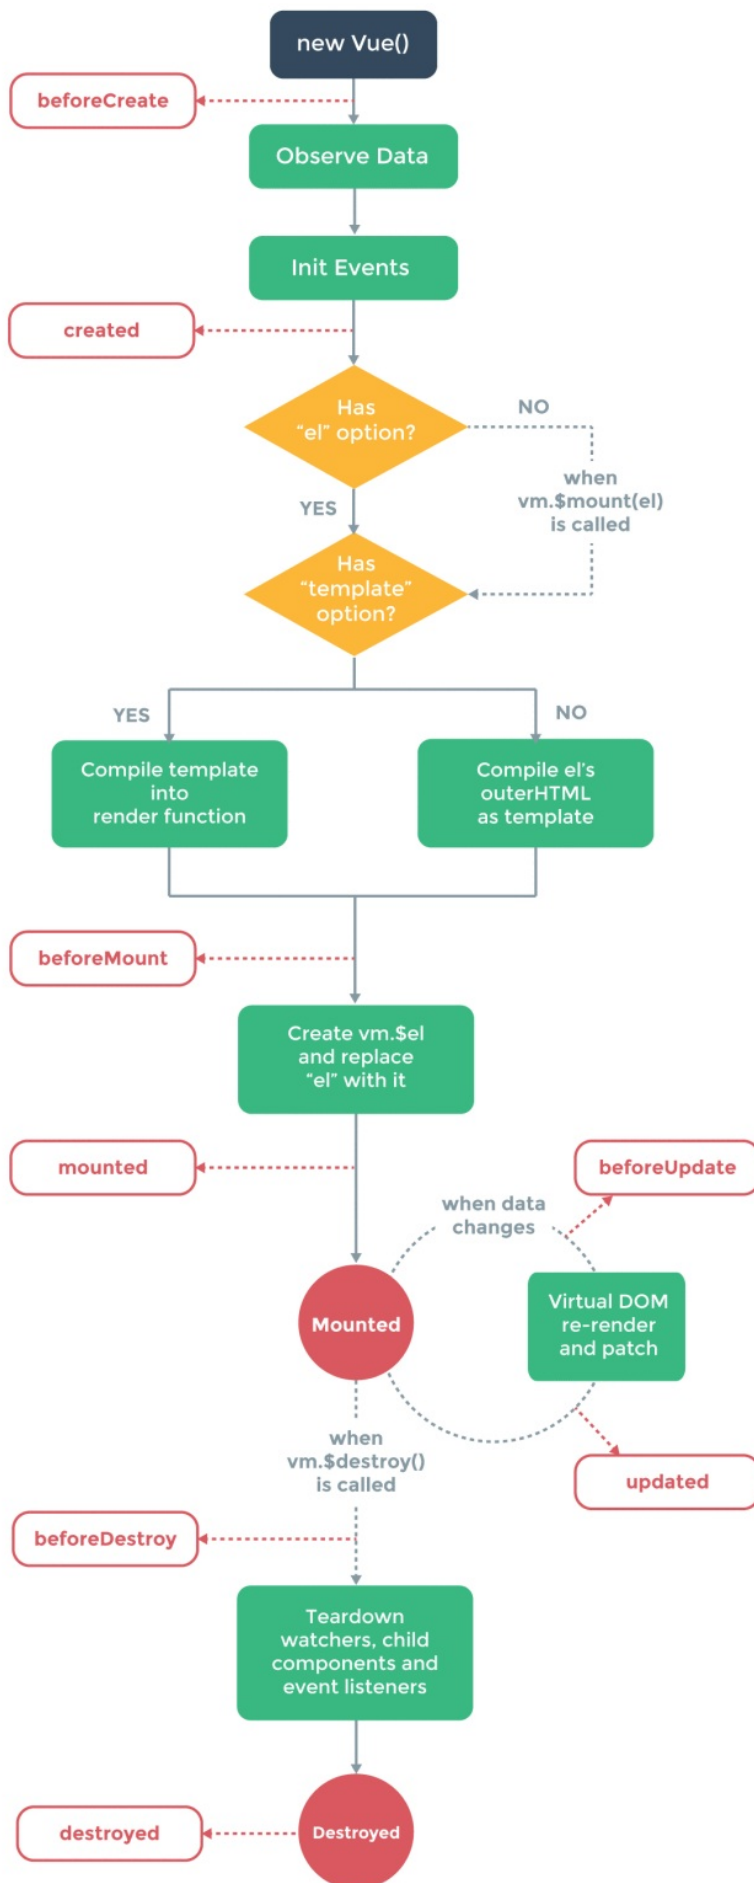 new Vue()
beforeCreate
Observe Data
Init Events
created
Has
“el” option?
NO
when
vm.$mount(el)
is called
YES
Has
“template”
option?
YES
NO
Compile template
into
render function
Compile el’s
outerHTML
as template
beforeMount
Create vm.$el
and replace
“el” with it
mounted
beforeUpdate
when data
changes
Mounted
Virtual DOM
re-render
and patch
when
vm.$destroy()
is called
updated
beforeDestroy
Teardown
watchers, child
components and
event listeners
destroyed
Destroyed